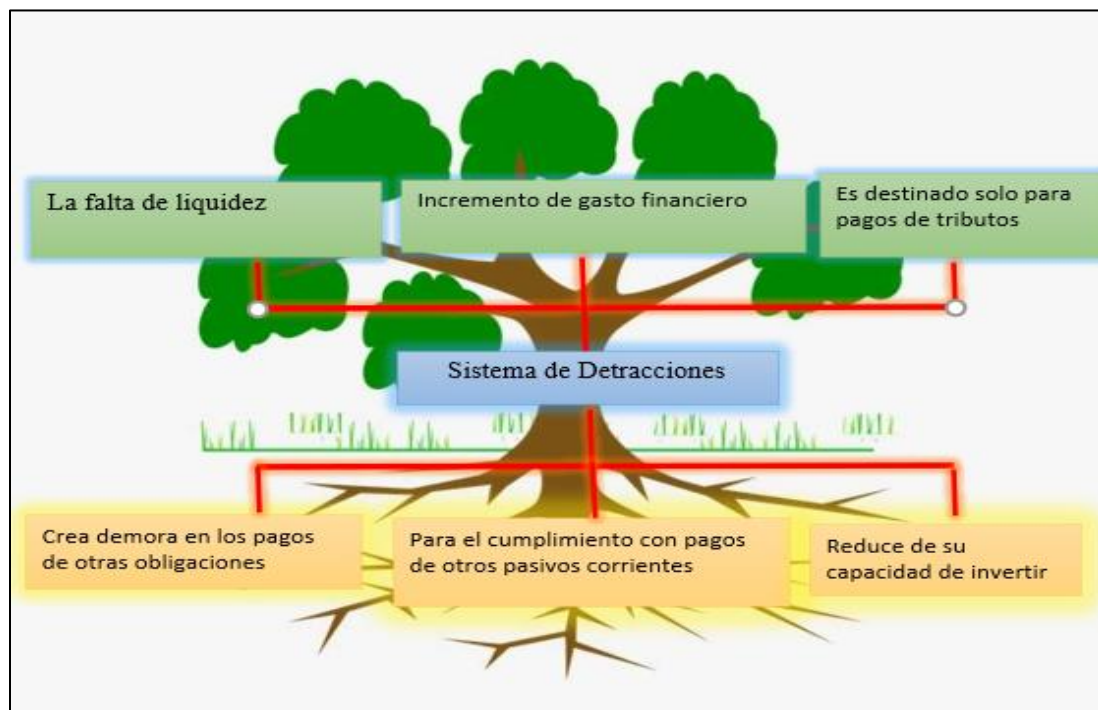 La falta de liquidez
Incremento de gasto financiero
Es destinado solo para
pagos de tributos
Sistema de Detracciones
Crea demora en los pagos
de otras obligaciones
Para el cumplimiento con pagos
de otros pasivos corrientes
Reduce de su
capacidad de invertir